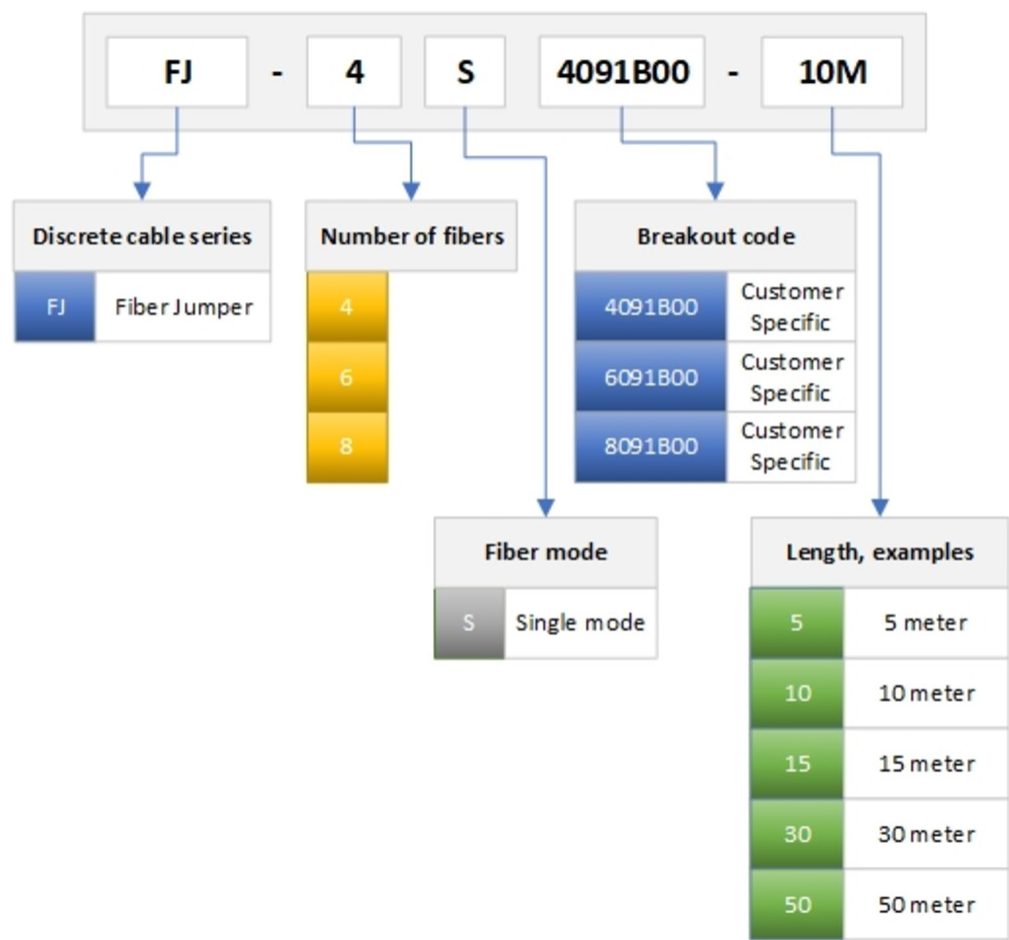 FJ - 4 S 4091B00 - 10M
Discrete cable series
FJ Fiber Jumper
Number of fibers
4
6
8
Breakout code
4091B00 Customer
Specific
6091B00 Customer
Specific
8091B00 Customer
Specific
Fiber mode
S Single mode
Length, examples
5 5 meter
10 10 meter
15 15 meter
30 30 meter
50 50 meter